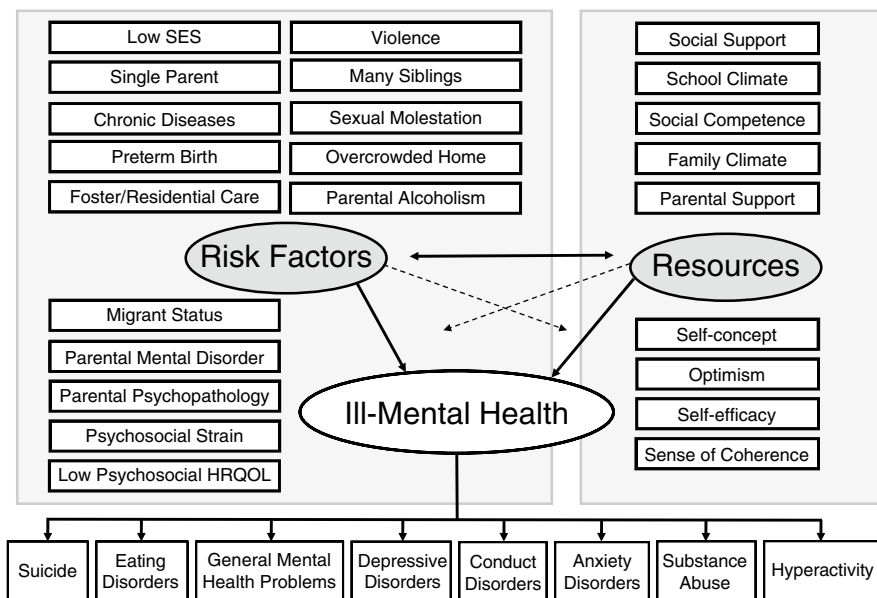 Low SES
Violence
Single Parent
Many Siblings
Chronic Diseases
Sexual Molestation
Preterm Birth
Overcrowded Home
Foster/Residential Care
Parental Alcoholism
Social Support
School Climate
Social Competence
Family Climate
Parental Support
Risk Factors
Resources
Migrant Status
Parental Mental Disorder
Parental Psychopathology
Psychosocial Strain
Low Psychosocial HRQOL
Ill-Mental Health
Self-concept
Optimism
Self-efficacy
Sense of Coherence
Suicide
Eating
Disorders
General Mental
Health Problems
Depressive
Disorders
Conduct
Disorders
Anxiety
Disorders
Substance
Abuse
Hyperactivity